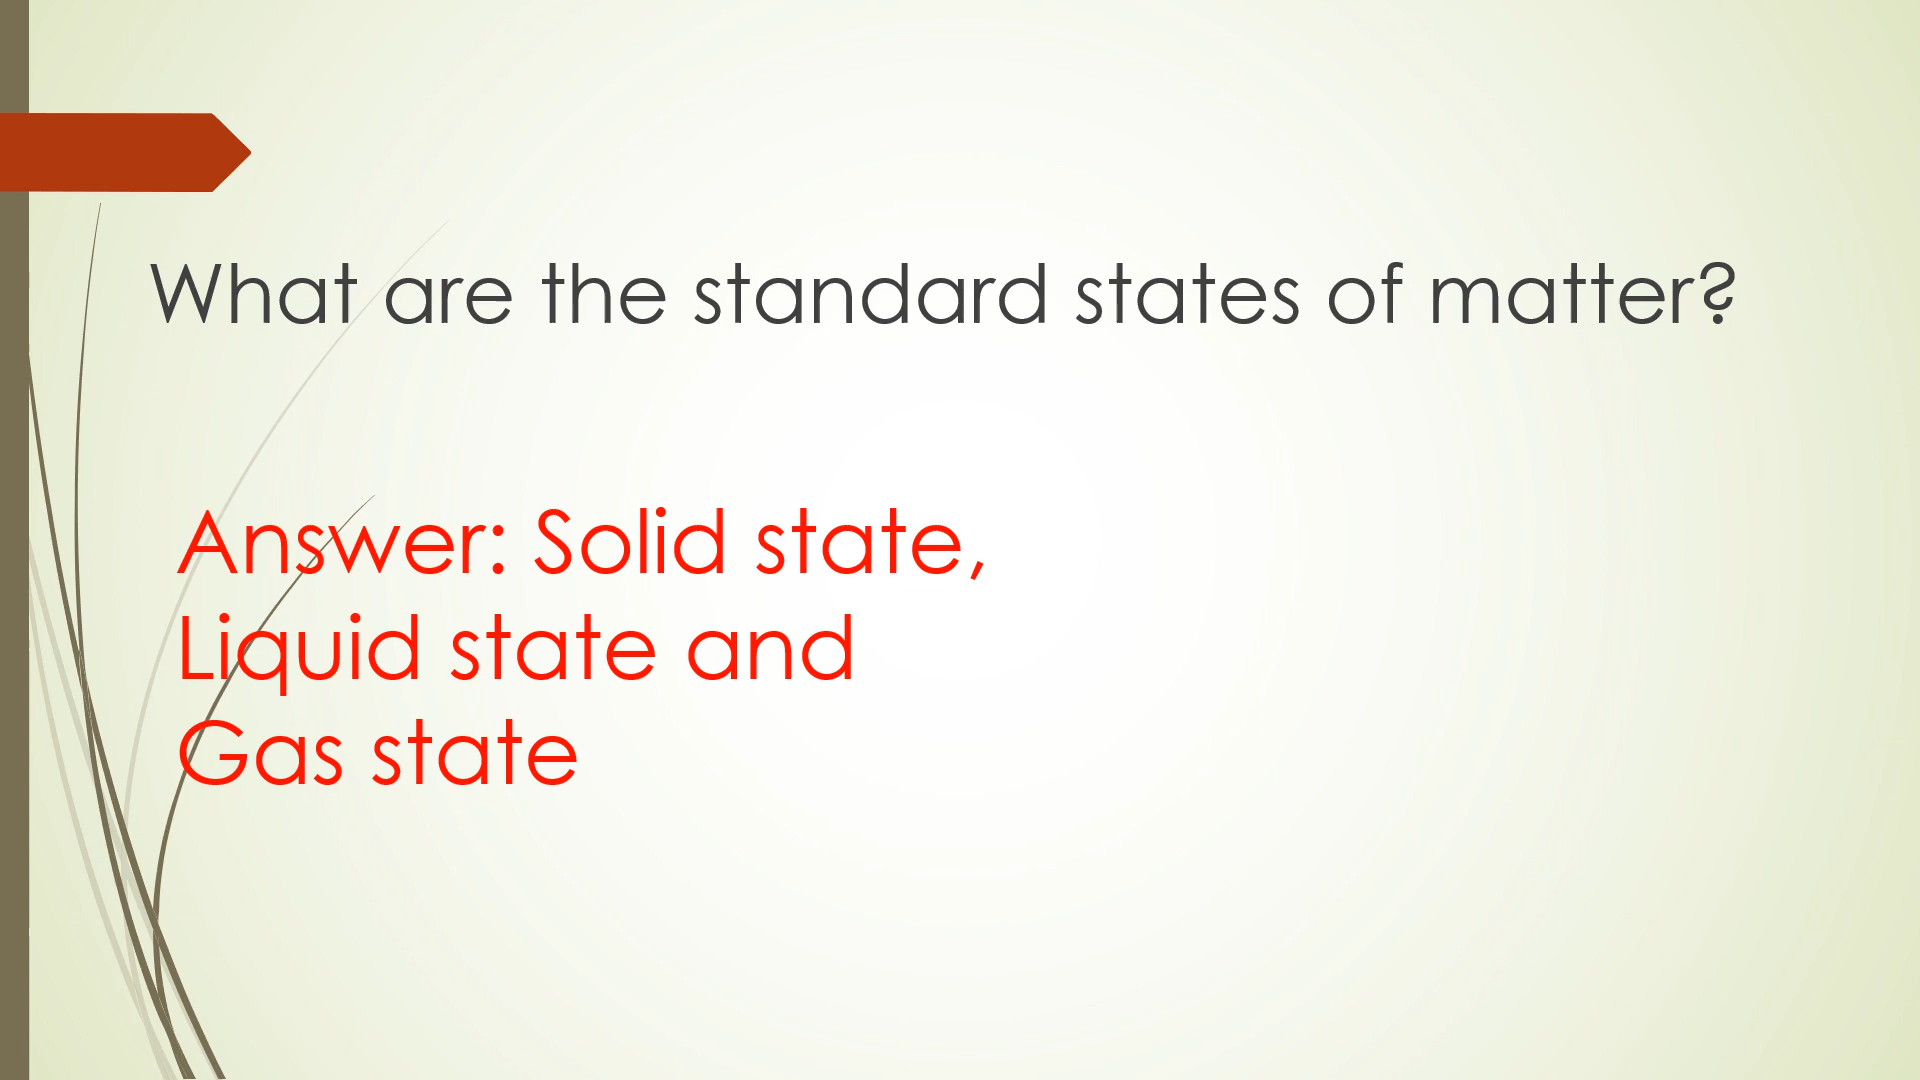 What are the standard states of matter?
Answer: Solid state,
Liquid state and
Gas state